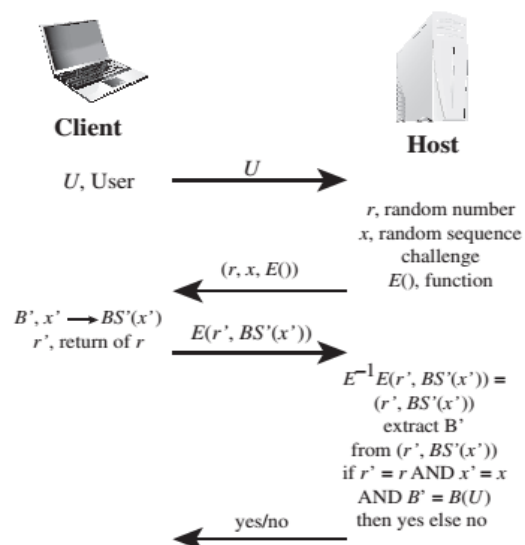 Client
Host
U, User
U
r, random number
x, random sequence
challenge
E(), function
(r, x, E())
B', x' → BS'(x')
r', return of r
E(r', BS'(x'))
E⁻¹E(r', BS'(x')) =
(r', BS'(x'))
extract B'
from (r', BS'(x'))
if r' = r AND x' = x
AND B' = B(U)
then yes else no
yes/no